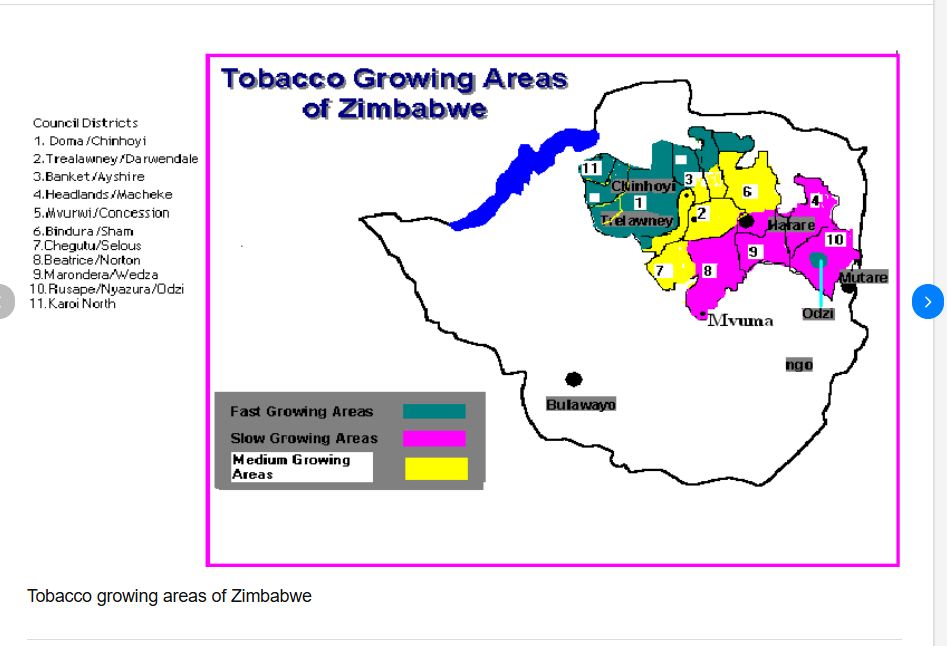 Tobacco Growing Areas
of Zimbabwe
Council Districts
1. Doma/Chinhoyi
2.Trealawney/Darwendale
3.Banket/Ayshire
4.Headlands/Macheke
5.Mvurwi/Concession
6.Bindura/Sham
7.Chegutu/Selous
8.Beatrice/Norton
9.Marondera/Wedza
10.Rusape/Nyazura/Odzi
11.Karoi North
11
Chinhoyi
3
1
6
4
Trelawney
2
Harare
10
9
7
8
Mutare
Odzi
Mvuma
ngo
Bulawayo
Fast Growing Areas
Slow Growing Areas
Medium Growing
Areas
Tobacco growing areas of Zimbabwe